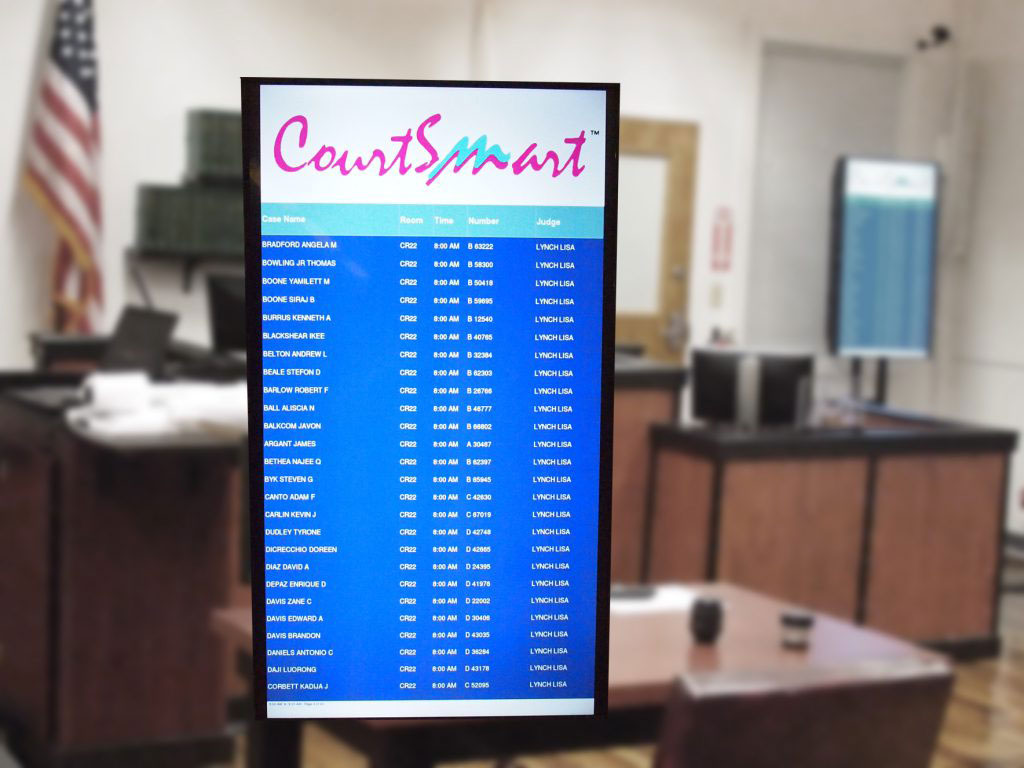 CourtSmart™
Case Name Room Time Number Judge
BRADFORD ANGELA M CR22 8:00 AM B 63222 LYNCH LISA
BOWLING JR THOMAS CR22 8:00 AM B 58300 LYNCH LISA
BOONE YAMILETT M CR22 8:00 AM B 50418 LYNCH LISA
BOONE SIRAJ B CR22 8:00 AM B 59895 LYNCH LISA
BURRUS KENNETH A CR22 8:00 AM B 12540 LYNCH LISA
BLACKSHEAR IKEE CR22 8:00 AM B 40765 LYNCH LISA
BELTON ANDREW L CR22 8:00 AM B 32384 LYNCH LISA
BEALE STEFON D CR22 8:00 AM B 62303 LYNCH LISA
BARLOW ROBERT F CR22 8:00 AM B 26766 LYNCH LISA
BALL ALISCIA N CR22 8:00 AM B 46777 LYNCH LISA
BALKCOM JAVON CR22 8:00 AM B 66802 LYNCH LISA
ARGANT JAMES CR22 8:00 AM A 30487 LYNCH LISA
BETHEA NAJEE Q CR22 8:00 AM B 62397 LYNCH LISA
BYK STEVEN G CR22 8:00 AM B 65945 LYNCH LISA
CANTO ADAM F CR22 8:00 AM C 42630 LYNCH LISA
CARLIN KEVIN J CR22 8:00 AM C 67019 LYNCH LISA
DUDLEY TYRONE CR22 8:00 AM D 42748 LYNCH LISA
DICRECCHIO DOREEN CR22 8:00 AM D 42865 LYNCH LISA
DIAZ DAVID A CR22 8:00 AM D 24395 LYNCH LISA
DEPAZ ENRIQUE D CR22 8:00 AM D 41978 LYNCH LISA
DAVIS ZANE C CR22 8:00 AM D 22002 LYNCH LISA
DAVIS EDWARD A CR22 8:00 AM D 30406 LYNCH LISA
DAVIS BRANDON CR22 8:00 AM D 43035 LYNCH LISA
DANIELS ANTONIO C CR22 8:00 AM D 36284 LYNCH LISA
DAJI LUORONG CR22 8:00 AM D 43178 LYNCH LISA
CORBETT KADIJA J CR22 8:00 AM C 52095 LYNCH LISA